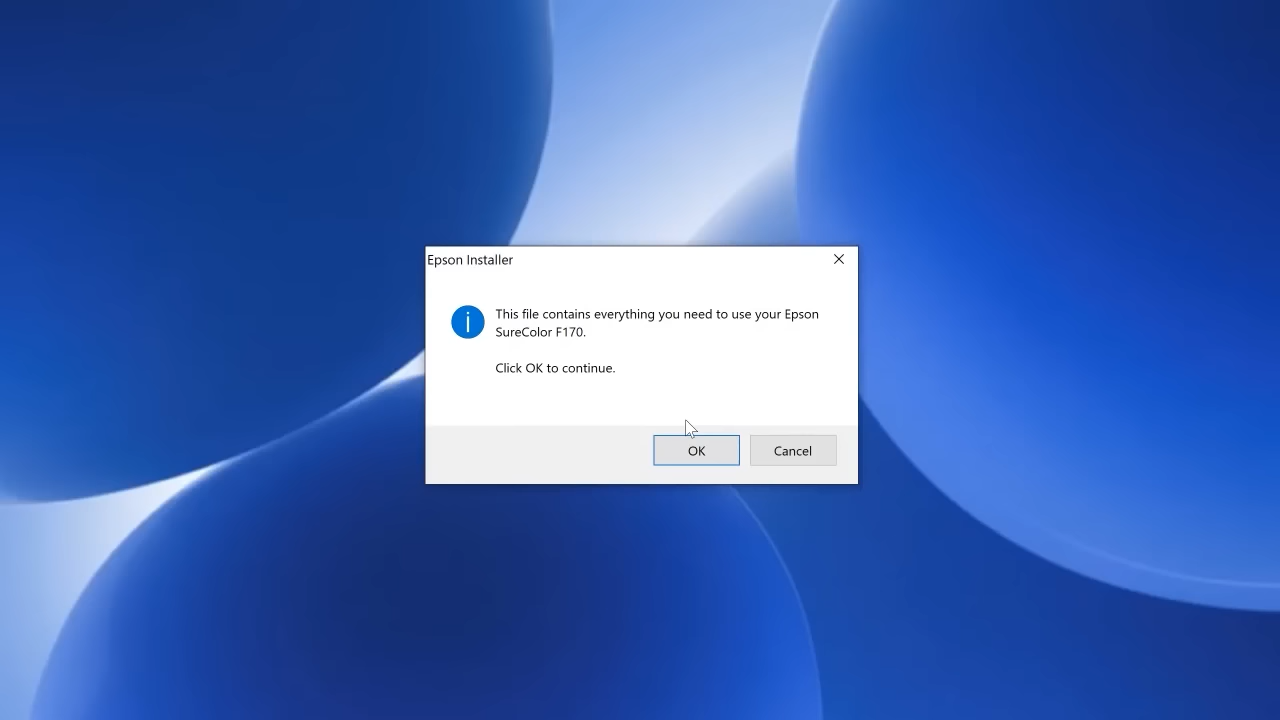 Epson Installer
This file contains everything you need to use your Epson
SureColor F170.
Click OK to continue.
OK
Cancel